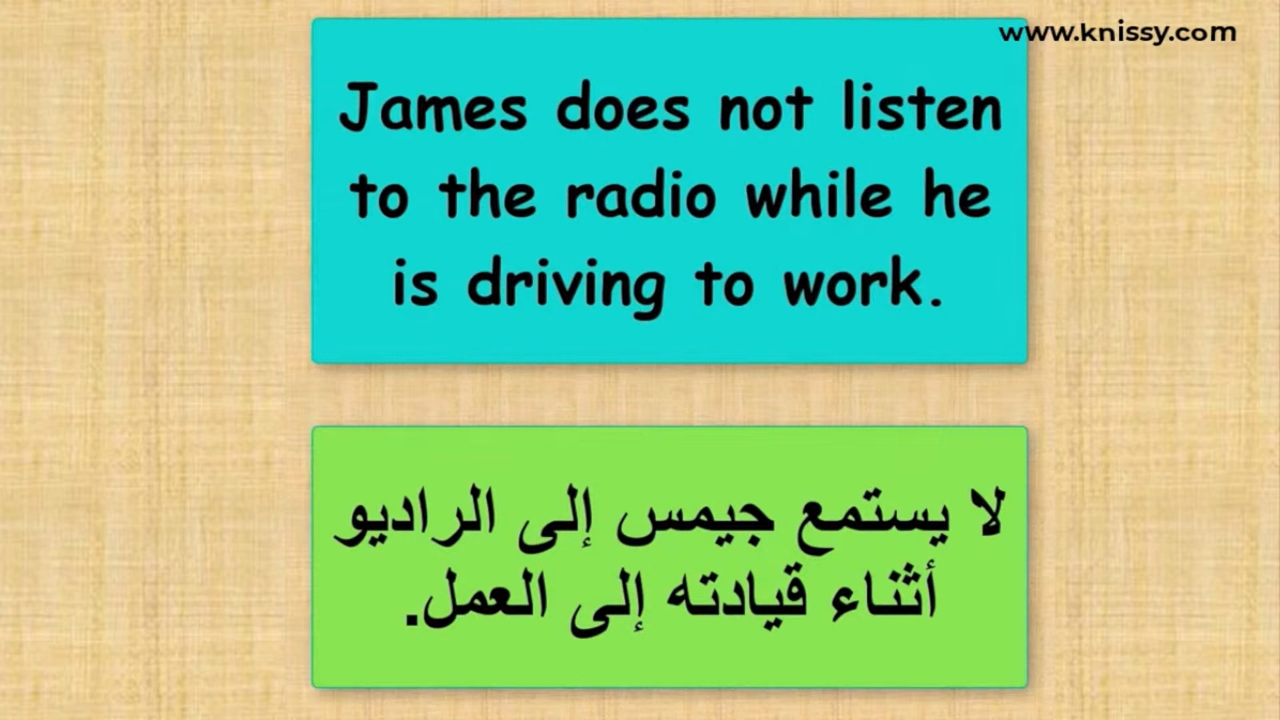 www.knissy.com
James does not listen
to the radio while he
is driving to work.
لا يستمع جيمس إلى الراديو
أثناء قيادته إلى العمل.